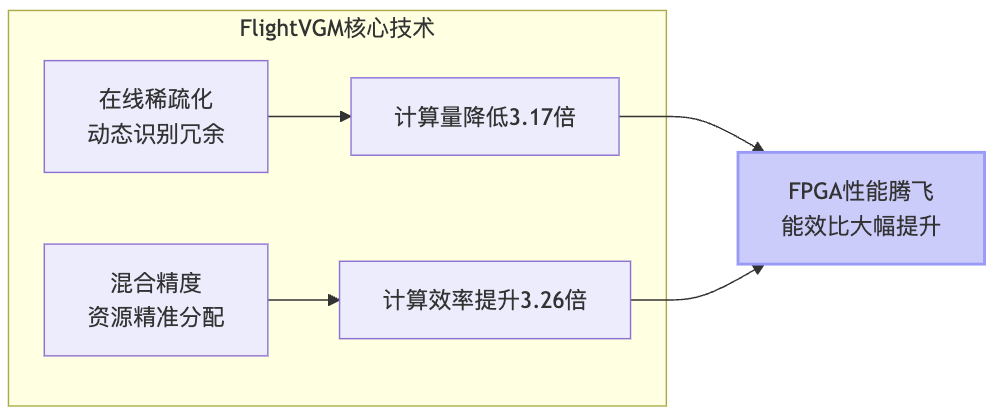 FlightVGM核心技术
在线稀疏化
动态识别冗余
计算量降低3.17倍
混合精度
资源精准分配
计算效率提升3.26倍
FPGA性能腾飞
能效比大幅提升